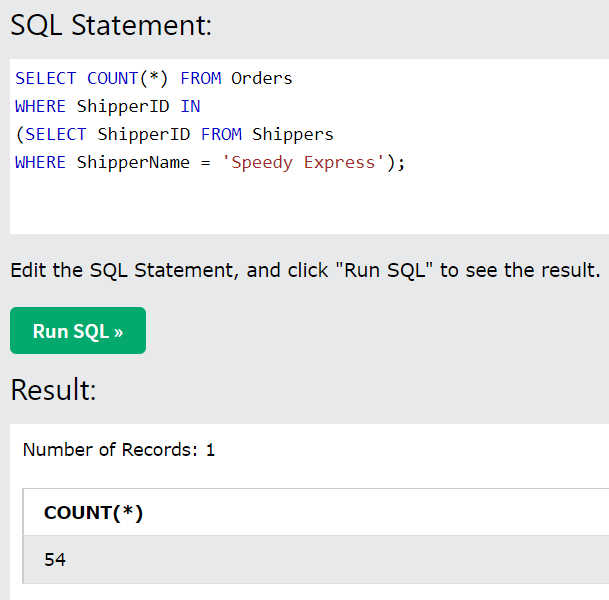 SQL Statement:
SELECT COUNT(*) FROM Orders
WHERE ShipperID IN
(SELECT ShipperID FROM Shippers
WHERE ShipperName = 'Speedy Express');
Edit the SQL Statement, and click "Run SQL" to see the result.
Run SQL »
Result:
Number of Records: 1
COUNT(*)
54